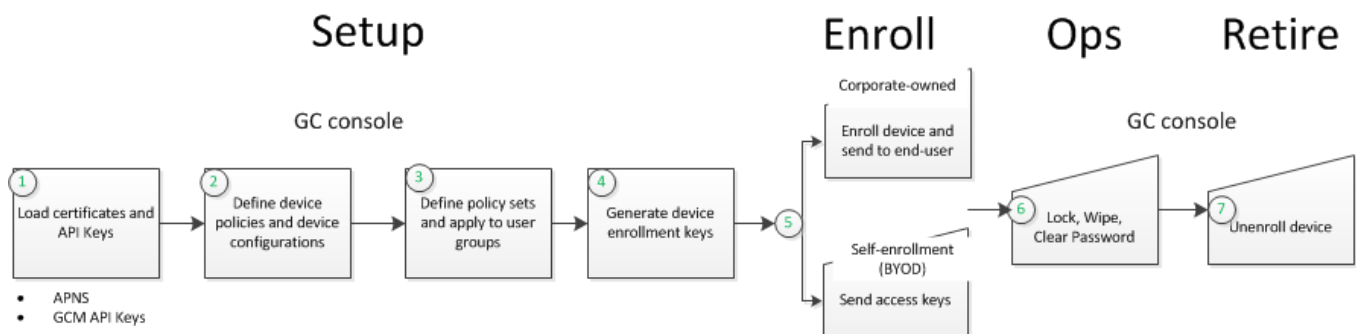 Setup
Enroll
Ops
Retire
GC console
GC console
1
Load certificates and
API Keys
APNS
GCM API Keys
2
Define device
policies and device
configurations
3
Define policy sets
and apply to user
groups
4
Generate device
enrollment keys
5
Corporate-owned
Enroll device and
send to end-user
Self-enrollment
(BYOD)
Send access keys
6
Lock, Wipe,
Clear Password
7
Unenroll device